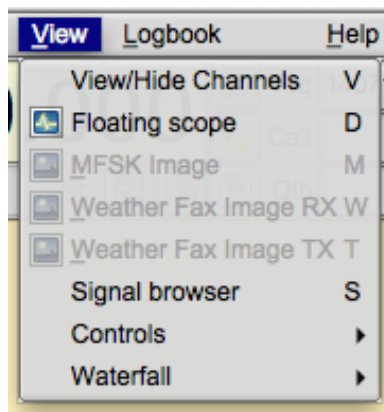 View Logbook Help
View/Hide Channels V
Floating scope D
MFSK Image M
Weather Fax Image RX W
Weather Fax Image TX T
Signal browser S
Controls
Waterfall